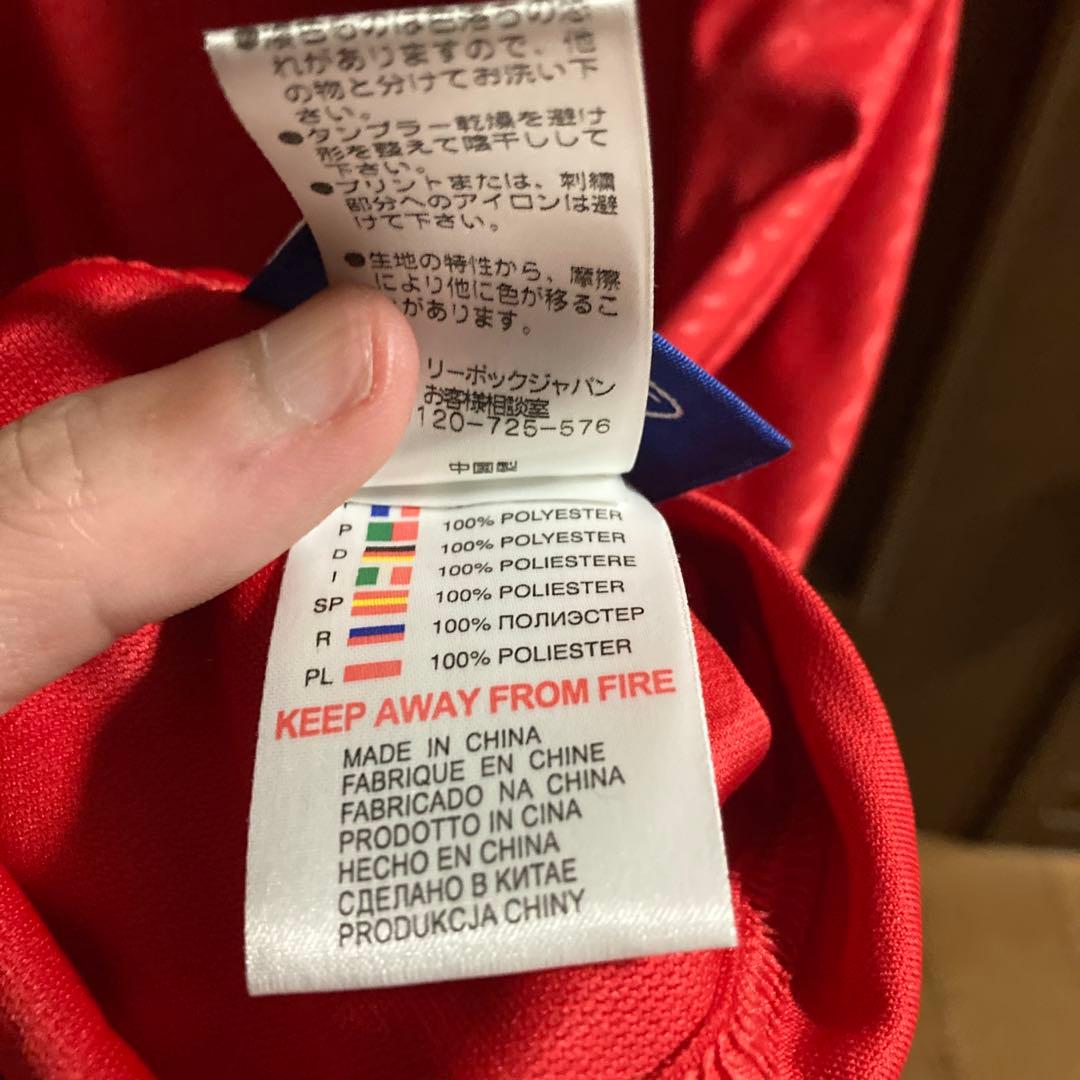 れがありますので、他
の物と分けてお洗い下
さい。
●タンブラー乾燥を避け
形を整えて陰干しして
下さい。
●プリントまたは、刺繍
部分へのアイロンは避
けて下さい。
●生地の特性から、摩擦
により他に色が移るこ
があります。
リーボックジャパン
お客様相談室
120-725-576
中国製
100% POLYESTER
P 100% POLYESTER
D 100% POLIESTERE
I 100% POLIESTER
SP 100% ПОЛИЭСТЕР
R 100% POLIESTER
PL
KEEP AWAY FROM FIRE
MADE IN CHINA
FABRIQUE EN CHINE
FABRICADO NA CHINA
PRODOTTO IN CINA
HECHO EN CHINA
СДЕЛАНО В КИТАЕ
PRODUKCJA CHINY